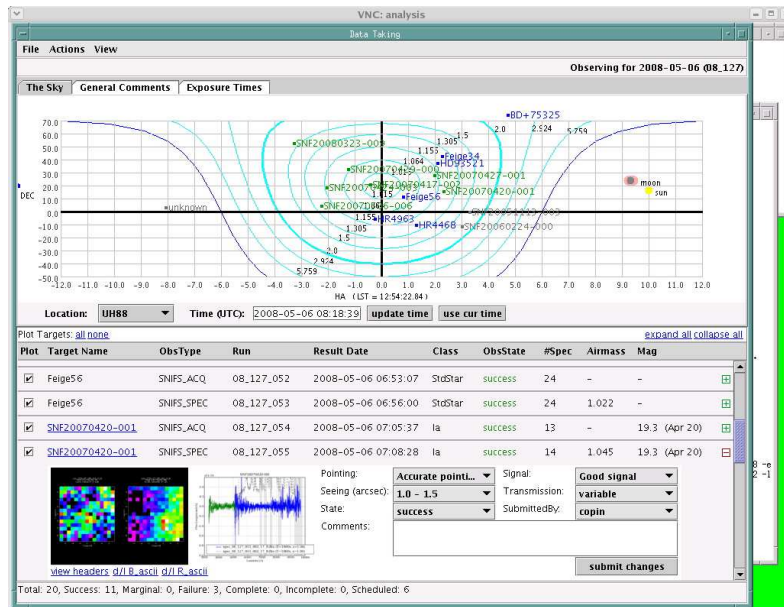 VNC: analysis
Data Taking
File Actions View
Observing for 2008-05-06 (08_127)
The Sky General Comments Exposure Times
BD+75325
70.0
60.0
50.0
40.0
30.0
20.0
10.0
0.0
-10.0
-20.0
-30.0
-40.0
-50.0
DEC
1.5 2.0 2.924 5.759
1.305
1.155
1.064
SNF20080323-009
Feige34
HD93521
SNF20070427-001
SNF20070417-002
SNF20070420-001
Feige56
unknown
HR4963
HR4468
SNF20060224-000
moon
sun
1.155
1.305
1.5
2.0
2.924
5.759
-12.0 -11.0 -10.0 -9.0 -8.0 -7.0 -6.0 -5.0 -4.0 -3.0 -2.0 -1.0 0.0 1.0 2.0 3.0 4.0 5.0 6.0 7.0 8.0 9.0 10.0 11.0 12.0
HA (LST = 12:54:22.84)
Location: UH88 Time (UTC): 2008-05-06 08:18:39 update time use cur time
Plot Targets: all none expand all collapse all
Plot Target Name ObsType Run Result Date Class ObsState #Spec Airmass Mag
Feige56 SNIFS_ACQ 08_127_052 2008-05-06 06:53:07 StdStar success 24 – –
Feige56 SNIFS_SPEC 08_127_053 2008-05-06 06:56:00 StdStar success 24 1.022 –
SNF20070420-001 SNIFS_ACQ 08_127_054 2008-05-06 07:05:37 Ia success 13 – 19.3 (Apr 20)
SNF20070420-001 SNIFS_SPEC 08_127_055 2008-05-06 07:08:28 Ia success 14 1.045 19.3 (Apr 20)
Pointing: Accurate pointi... Signal: Good signal
Seeing (arcsec): 1.0 - 1.5 Transmission: variable
State: success SubmittedBy: copin
Comments:
view headers d/l B_ascii d/l R_ascii submit changes
Total: 20, Success: 11, Marginal: 0, Failure: 3, Complete: 0, Incomplete: 0, Scheduled: 6